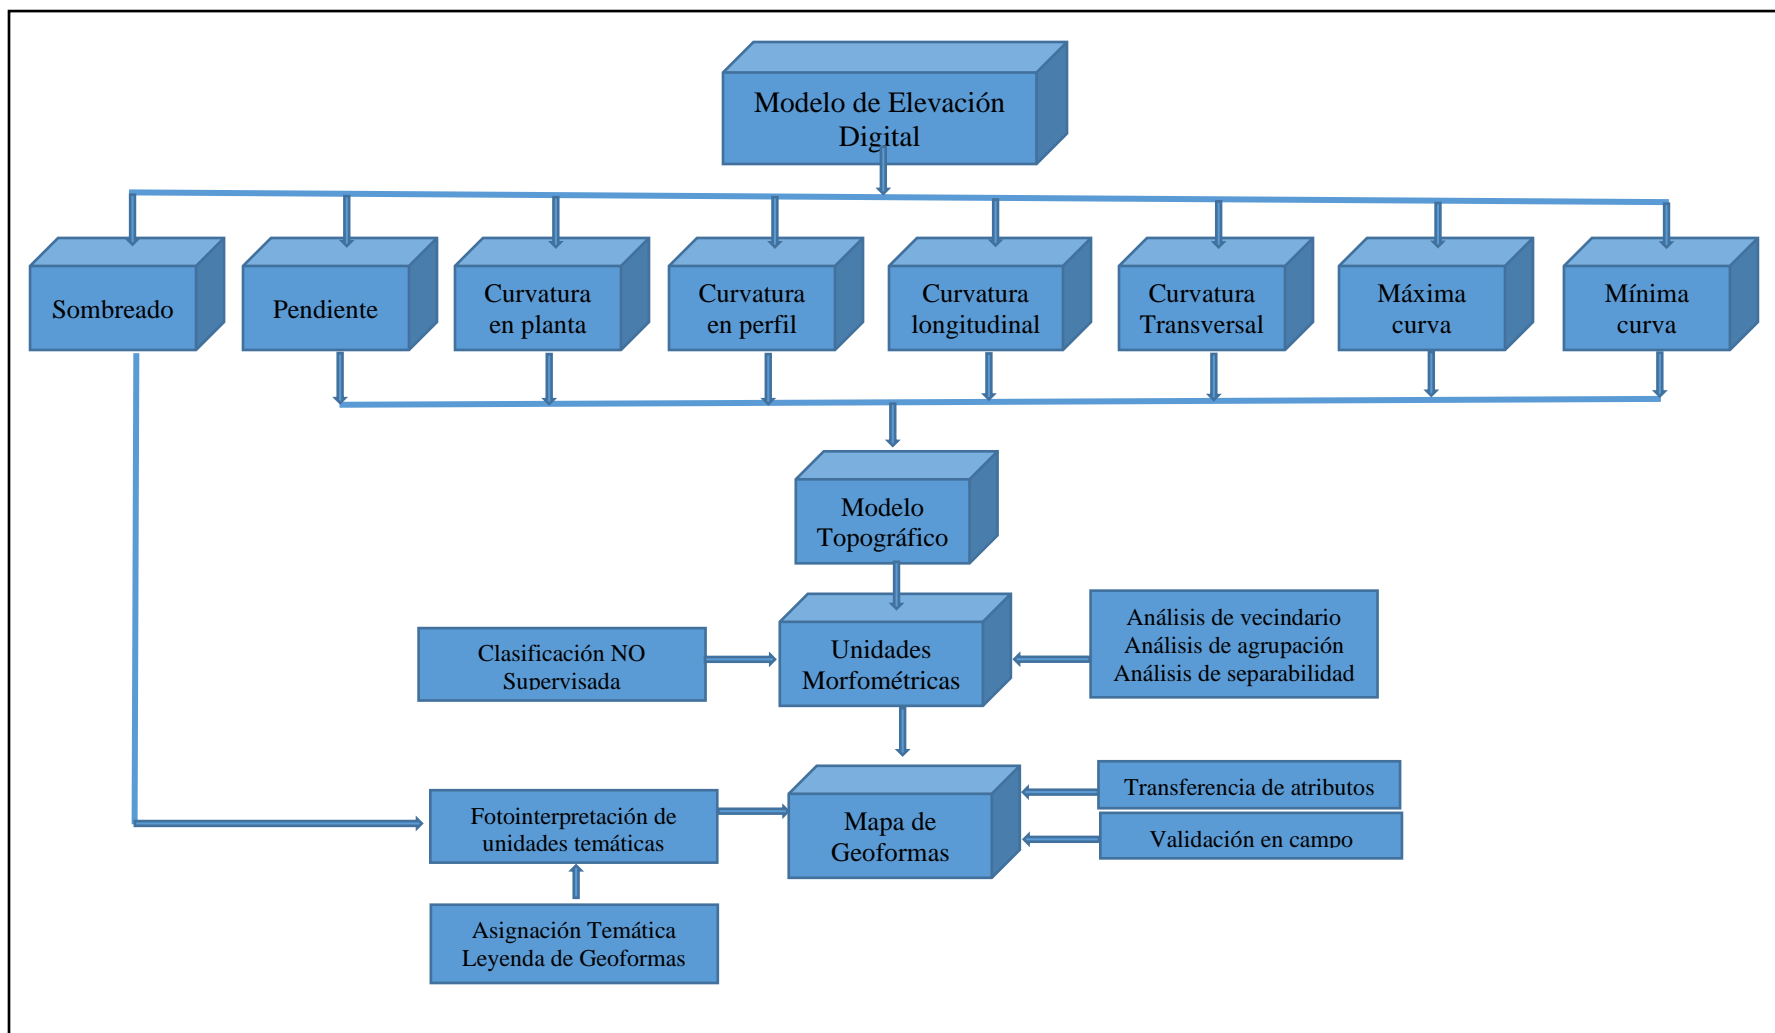 Modelo de Elevación
Digital
Sombreado
Pendiente
Curvatura
en planta
Curvatura
en perfil
Curvatura
longitudinal
Curvatura
Transversal
Máxima
curva
Mínima
curva
Modelo
Topográfico
Clasificación NO
Supervisada
Unidades
Morfométricas
Análisis de vecindario
Análisis de agrupación
Análisis de separabilidad
Fotointerpretación de
unidades temáticas
Mapa de
Geoformas
Transferencia de atributos
Validación en campo
Asignación Temática
Leyenda de Geoformas